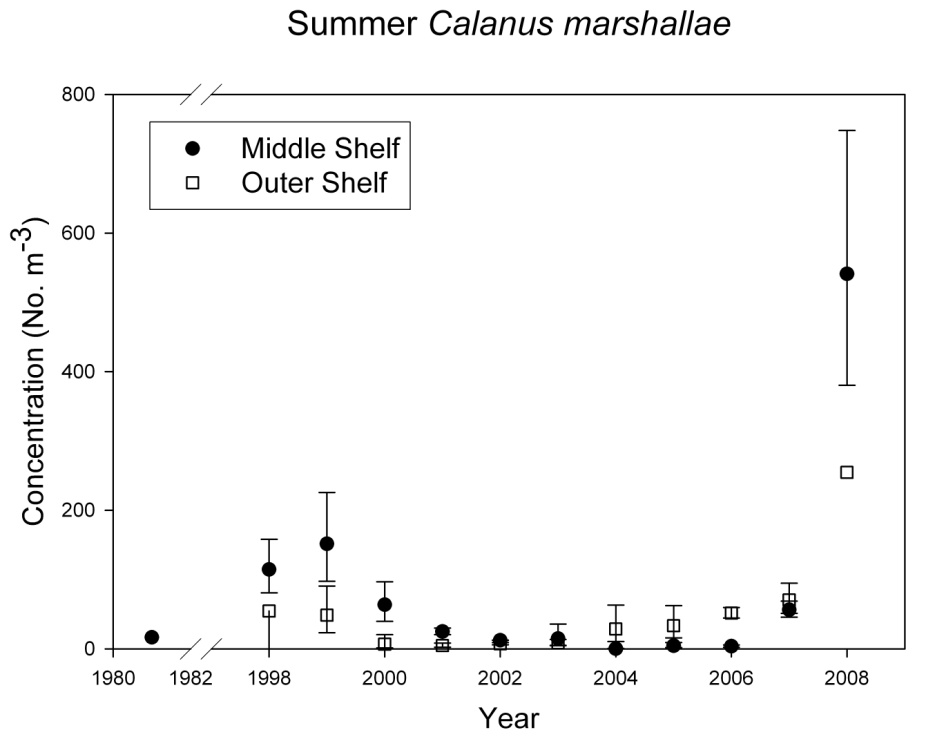 Summer Calanus marshallae
800
Middle Shelf
Outer Shelf
600
400
200
0
Concentration (No. m-3)
1980 1982 1998 2000 2002 2004 2006 2008
Year